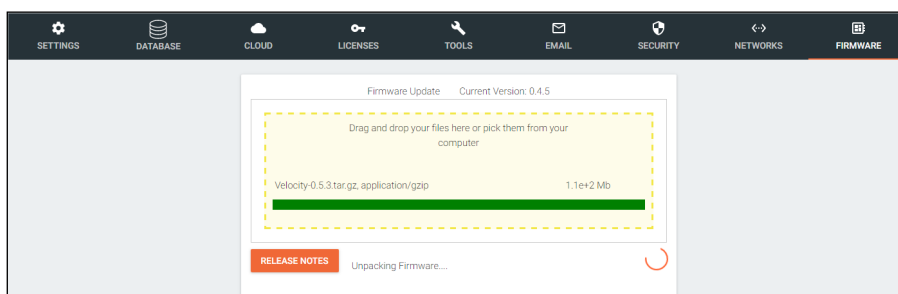 SETTINGS DATABASE CLOUD LICENSES TOOLS EMAIL SECURITY NETWORKS FIRMWARE
Firmware Update Current Version: 0.4.5
Drag and drop your files here or pick them from your
computer
Velocity-0.5.3.tar.gz, application/gzip 1.1e+2 Mb
RELEASE NOTES Unpacking Firmware....